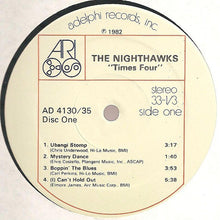 adelphi records, inc.
℗ 1982
ARI
THE NIGHTHAWKS
"Times Four"
AD 4130/35
Disc One
stereo
33-1/3
side one
1. Ubangi Stomp 3:17
(Chris Underwood, Hi-Lo Music, BMI)
2. Mystery Dance 1:40
(Elvis Costello, Plangent Music, Inc., ASCAP)
3. Boppin' The Blues 3:01
(Carl Perkins, Hi-Lo Music, BMI)
4. (I) Can't Hold Out 5:38
(Elmore James, Arc Music Corp., BMI)